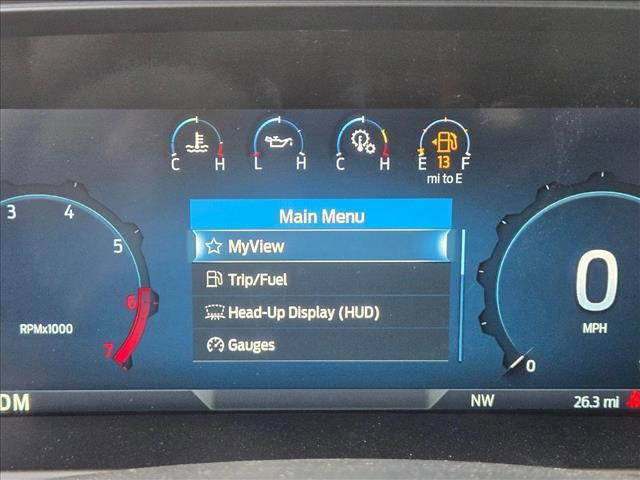 C H L H C H E 13 F
mi to E
Main Menu
MyView
Trip/Fuel
Head-Up Display (HUD)
Gauges
3 4 5 6 7
RPMx1000
0
MPH
0
DM NW 26.3 mi